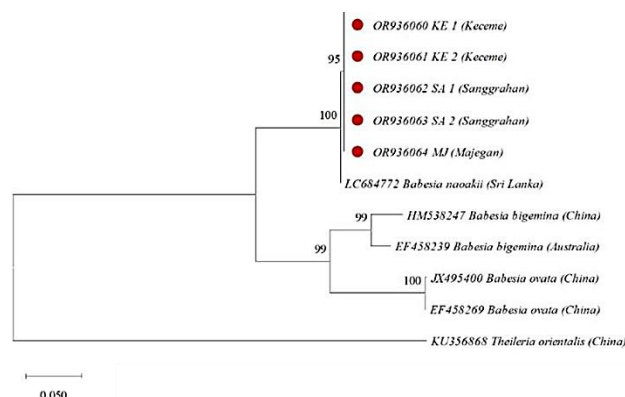 OR936060 KE 1 (Keceme)
95
OR936061 KE 2 (Keceme)
OR936062 SA 1 (Sanggrahan)
100
OR936063 SA 2 (Sanggrahan)
OR936064 MJ (Majegan)
LC684772 Babesia naoakii (Sri Lanka)
99
HM538247 Babesia bigemina (China)
99
EF458239 Babesia bigemina (Australia)
100
JX495400 Babesia ovata (China)
EF458269 Babesia ovata (China)
KU356868 Theileria orientalis (China)
0.050